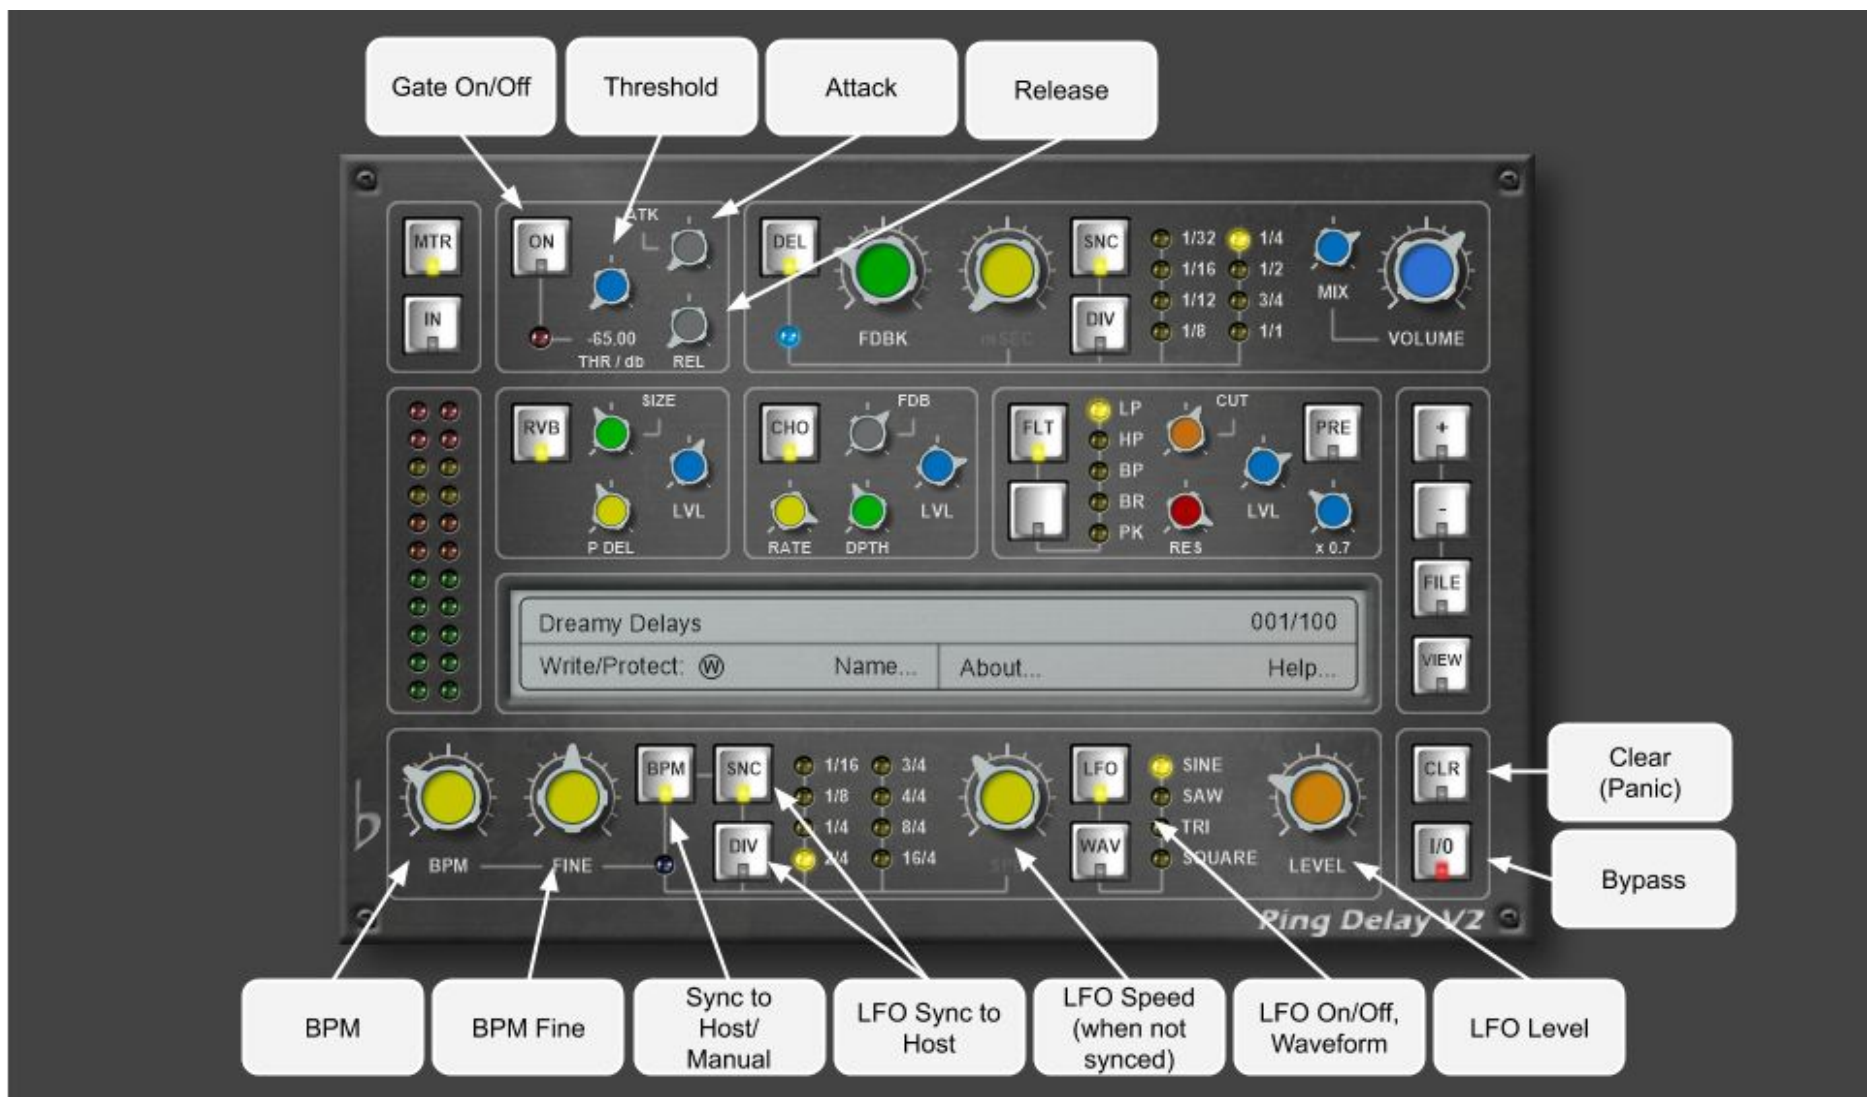 Gate On/Off
Threshold
Attack
Release
MTR
IN
ON
ATK
-65.00
THR / db
REL
DEL
FDBK
mSEC
SNC
DIV
1/32
1/4
1/16
1/2
1/12
3/4
1/8
1/1
MIX
VOLUME
RVB
SIZE
P DEL
LVL
CHO
FDB
RATE
DPTH
LVL
FLT
LP
HP
BP
BR
PK
CUT
RES
LVL
PRE
x 0.7
+
-
FILE
VIEW
Dreamy Delays
001/100
Write/Protect: W
Name...
About...
Help...
BPM
FINE
BPM
SNC
DIV
1/16
3/4
1/8
4/4
1/4
8/4
2/4
16/4
LFO
WAV
SINE
SAW
TRI
SQUARE
LEVEL
CLR
I/O
Ping Delay V2
Clear
(Panic)
Bypass
BPM
BPM Fine
Sync to
Host/
Manual
LFO Sync to
Host
LFO Speed
(when not
synced)
LFO On/Off,
Waveform
LFO Level